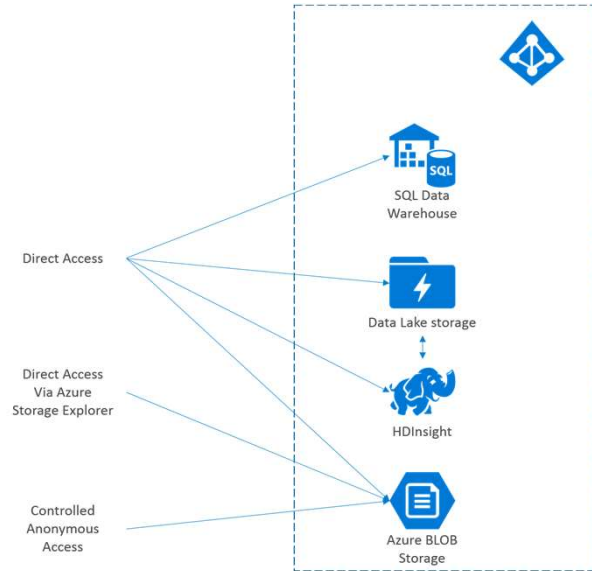 SQL
SQL Data
Warehouse
Direct Access
Data Lake storage
Direct Access
Via Azure
Storage Explorer
HDInsight
Controlled
Anonymous
Access
Azure BLOB
Storage